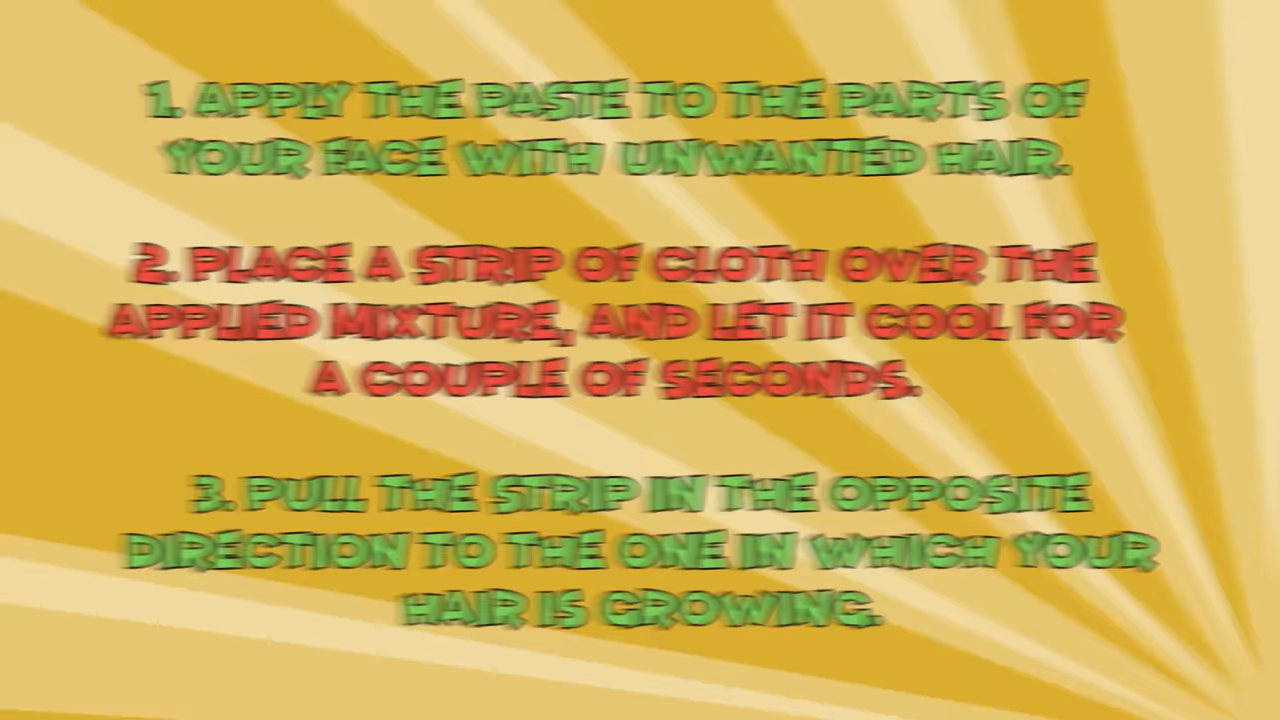 1. APPLY THE PASTE TO THE PARTS OF
YOUR FACE WITH UNWANTED HAIR.
2. PLACE A STRIP OF CLOTH OVER THE
APPLIED MIXTURE, AND LET IT COOL FOR
A COUPLE OF SECONDS.
3. PULL THE STRIP IN THE OPPOSITE
DIRECTION TO THE ONE IN WHICH YOUR
HAIR IS GROWING.